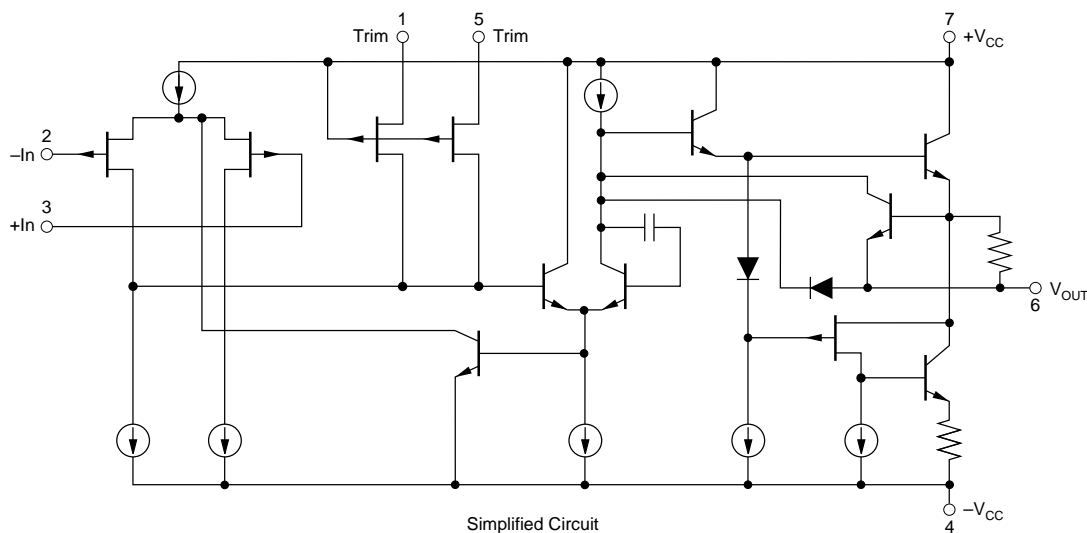 1
Trim
5
Trim
7
+VCC
2
–In
3
+In
VOUT
6
–VCC
4
Simplified Circuit